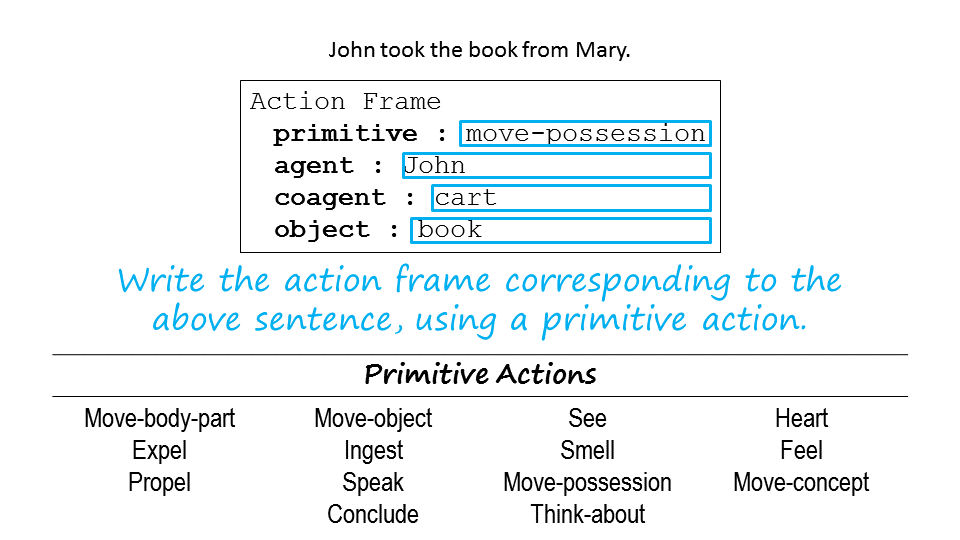 John took the book from Mary.
Action Frame
primitive : move-possession
agent : John
coagent : cart
object : book
Write the action frame corresponding to the
above sentence, using a primitive action.
Primitive Actions
Move-body-part Move-object See Heart
Expel Ingest Smell Feel
Propel Speak Move-possession Move-concept
Conclude Think-about